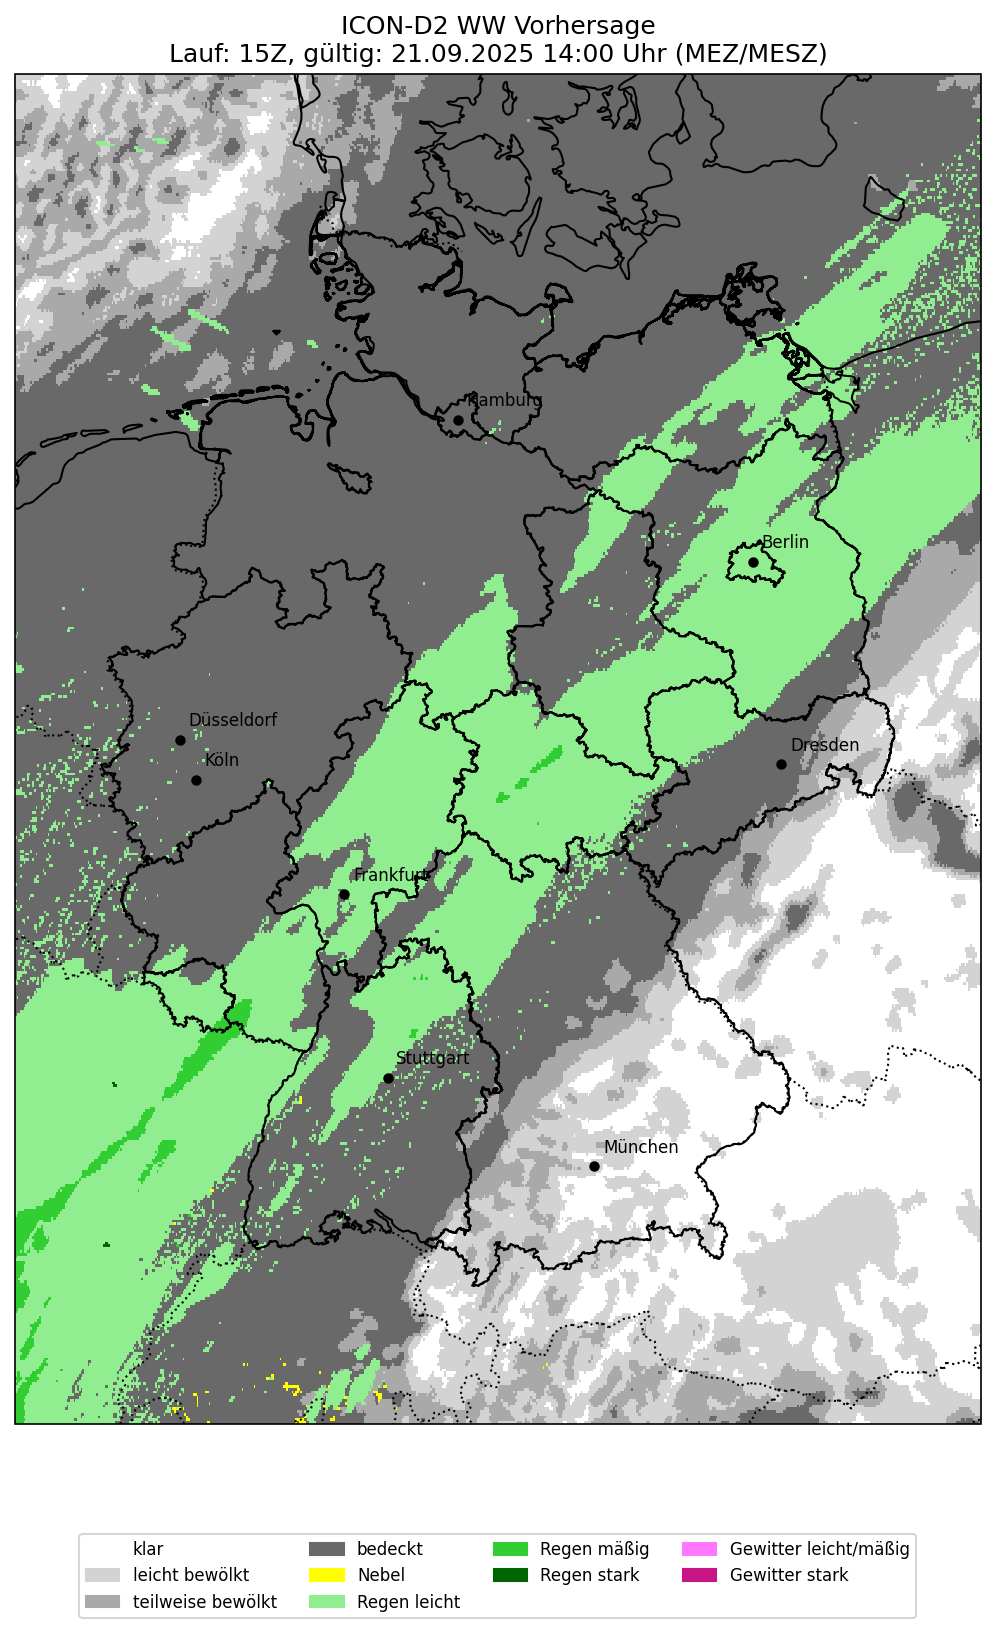 ICON-D2 WW Vorhersage
Lauf: 15Z, gültig: 21.09.2025 14:00 Uhr (MEZ/MESZ)
Hamburg
Berlin
Düsseldorf
Köln
Dresden
Frankfurt
Stuttgart
München
klar
leicht bewölkt
teilweise bewölkt
bedeckt
Nebel
Regen leicht
Regen mäßig
Regen stark
Gewitter leicht/mäßig
Gewitter stark